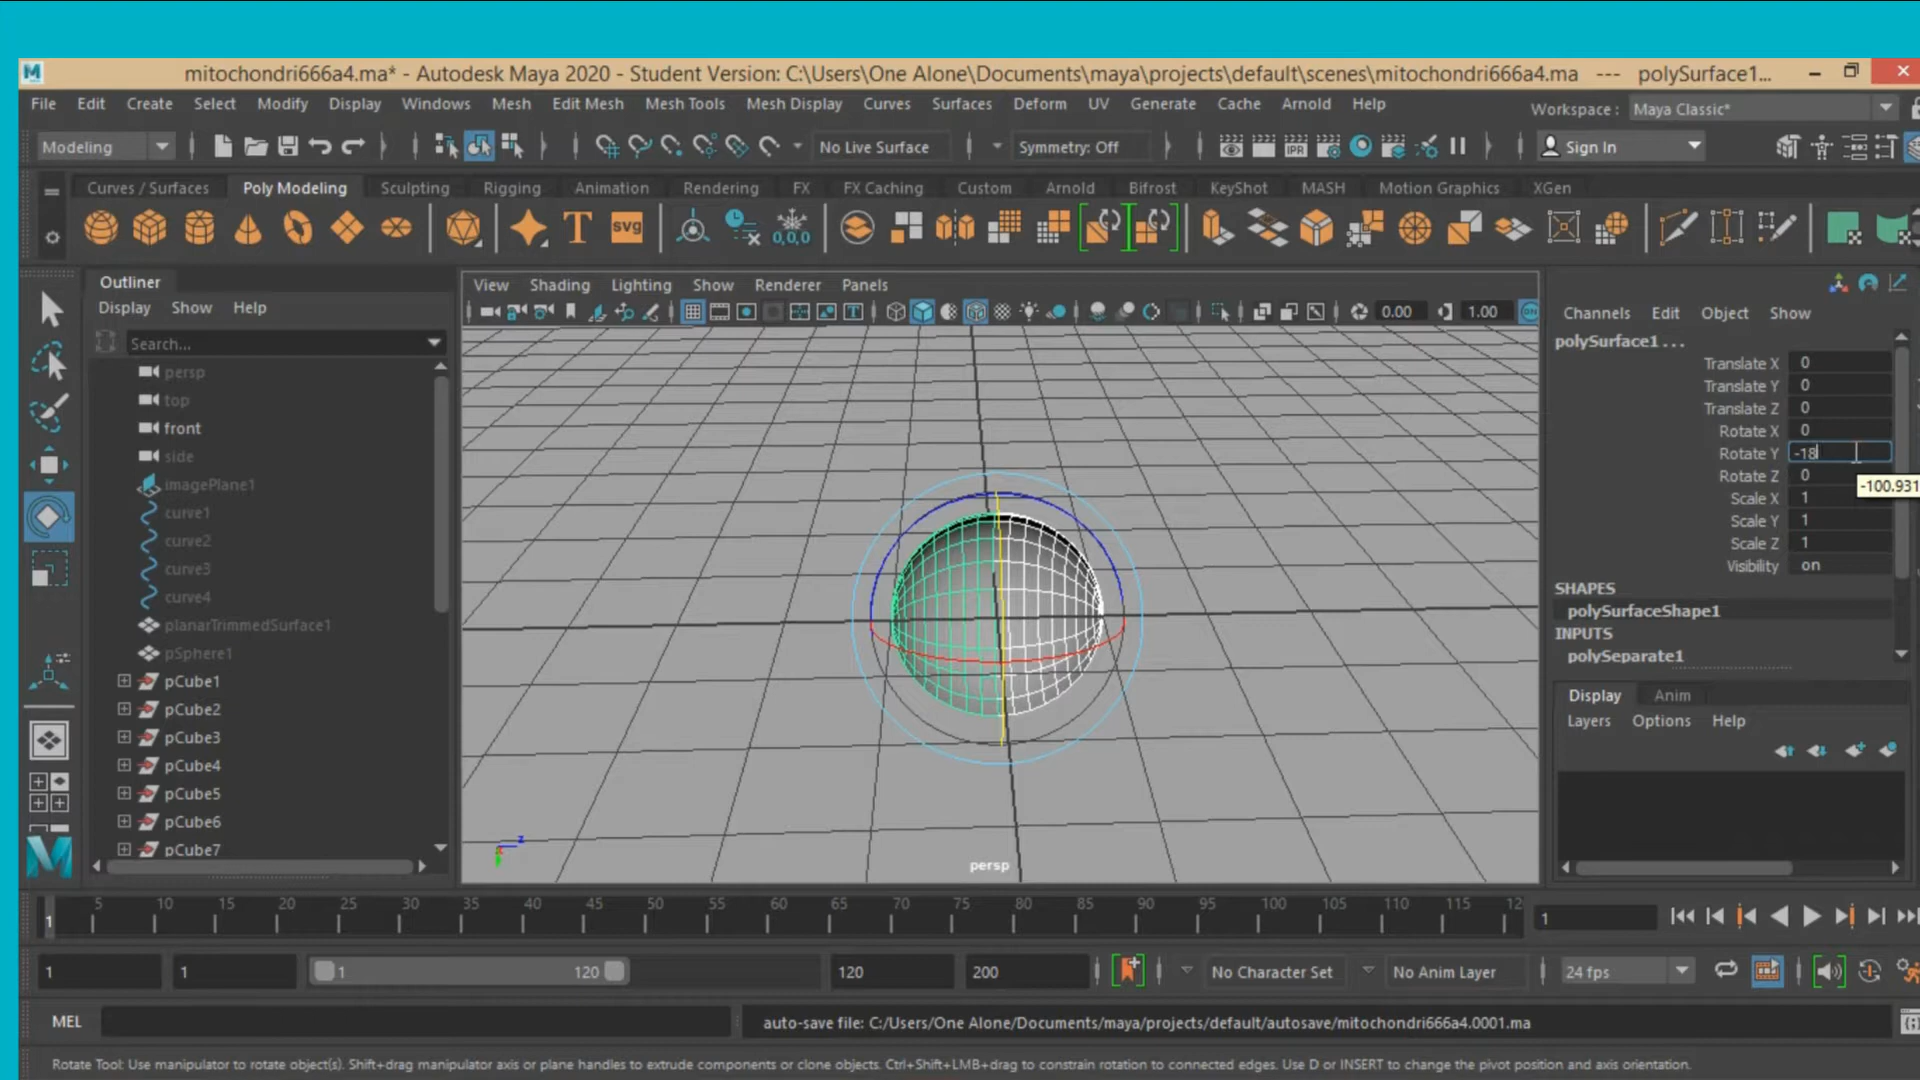 mitochondri666a4.ma* - Autodesk Maya 2020 - Student Version: C:\Users\One Alone\Documents\maya\projects\default\scenes\mitochondri666a4.ma --- polySurface1...
File Edit Create Select Modify Display Windows Mesh Edit Mesh Mesh Tools Mesh Display Curves Surfaces Deform UV Generate Cache Arnold Help
Workspace : Maya Classic*
Modeling No Live Surface Symmetry: Off IPR Sign In
Curves / Surfaces Poly Modeling Sculpting Rigging Animation Rendering FX FX Caching Custom Arnold Bifrost KeyShot MASH Motion Graphics XGen
T svg 0,0,0
Outliner
Display Show Help
Search...
persp
top
front
side
imagePlane1
curve1
curve2
curve3
curve4
planarTrimmedSurface1
pSphere1
pCube1
pCube2
pCube3
pCube4
pCube5
pCube6
pCube7
View Shading Lighting Show Renderer Panels
0.00 1.00
z
persp
Channels Edit Object Show
polySurface1 . . .
Translate X 0
Translate Y 0
Translate Z 0
Rotate X 0
Rotate Y -18
Rotate Z 0
-100.931
Scale X 1
Scale Y 1
Scale Z 1
Visibility on
SHAPES
polySurfaceShape1
INPUTS
polySeparate1
Display Anim
Layers Options Help
1 5 10 15 20 25 30 35 40 45 50 55 60 65 70 75 80 85 90 95 100 105 110 115 12
1
1 1 1 120 120 200 No Character Set No Anim Layer 24 fps
MEL auto-save file: C:/Users/One Alone/Documents/maya/projects/default/autosave/mitochondri666a4.0001.ma
Rotate Tool: Use manipulator to rotate object(s). Shift+drag manipulator axis or plane handles to extrude components or clone objects. Ctrl+Shift+LMB+drag to constrain rotation to connected edges. Use D or INSERT to change the pivot position and axis orientation.